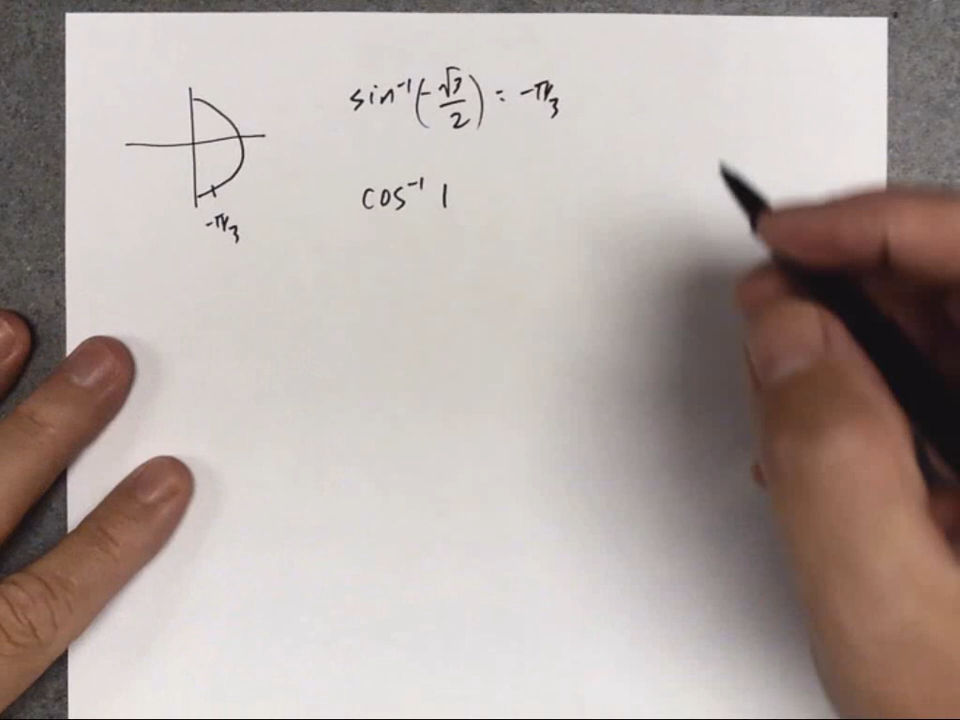 sin⁻¹(-√3/2) = -π/3
cos⁻¹ 1
-π/3